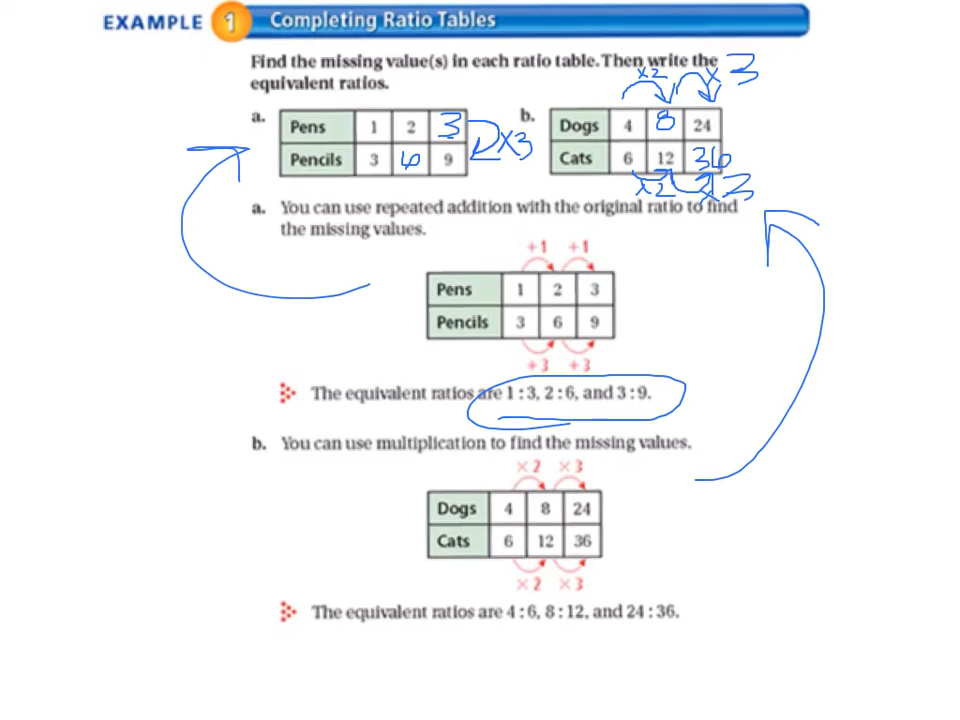 EXAMPLE 1 Completing Ratio Tables
Find the missing value(s) in each ratio table. Then write the
equivalent ratios.
×2 × 3
a.
Pens 1 2 3
Pencils 3 6 9
×3
b.
Dogs 4 8 24
Cats 6 12 36
×2 ×3
a. You can use repeated addition with the original ratio to find
the missing values.
+1 +1
Pens 1 2 3
Pencils 3 6 9
+3 +3
The equivalent ratios are 1 : 3, 2 : 6, and 3 : 9.
b. You can use multiplication to find the missing values.
×2 ×3
Dogs 4 8 24
Cats 6 12 36
×2 ×3
The equivalent ratios are 4 : 6, 8 : 12, and 24 : 36.